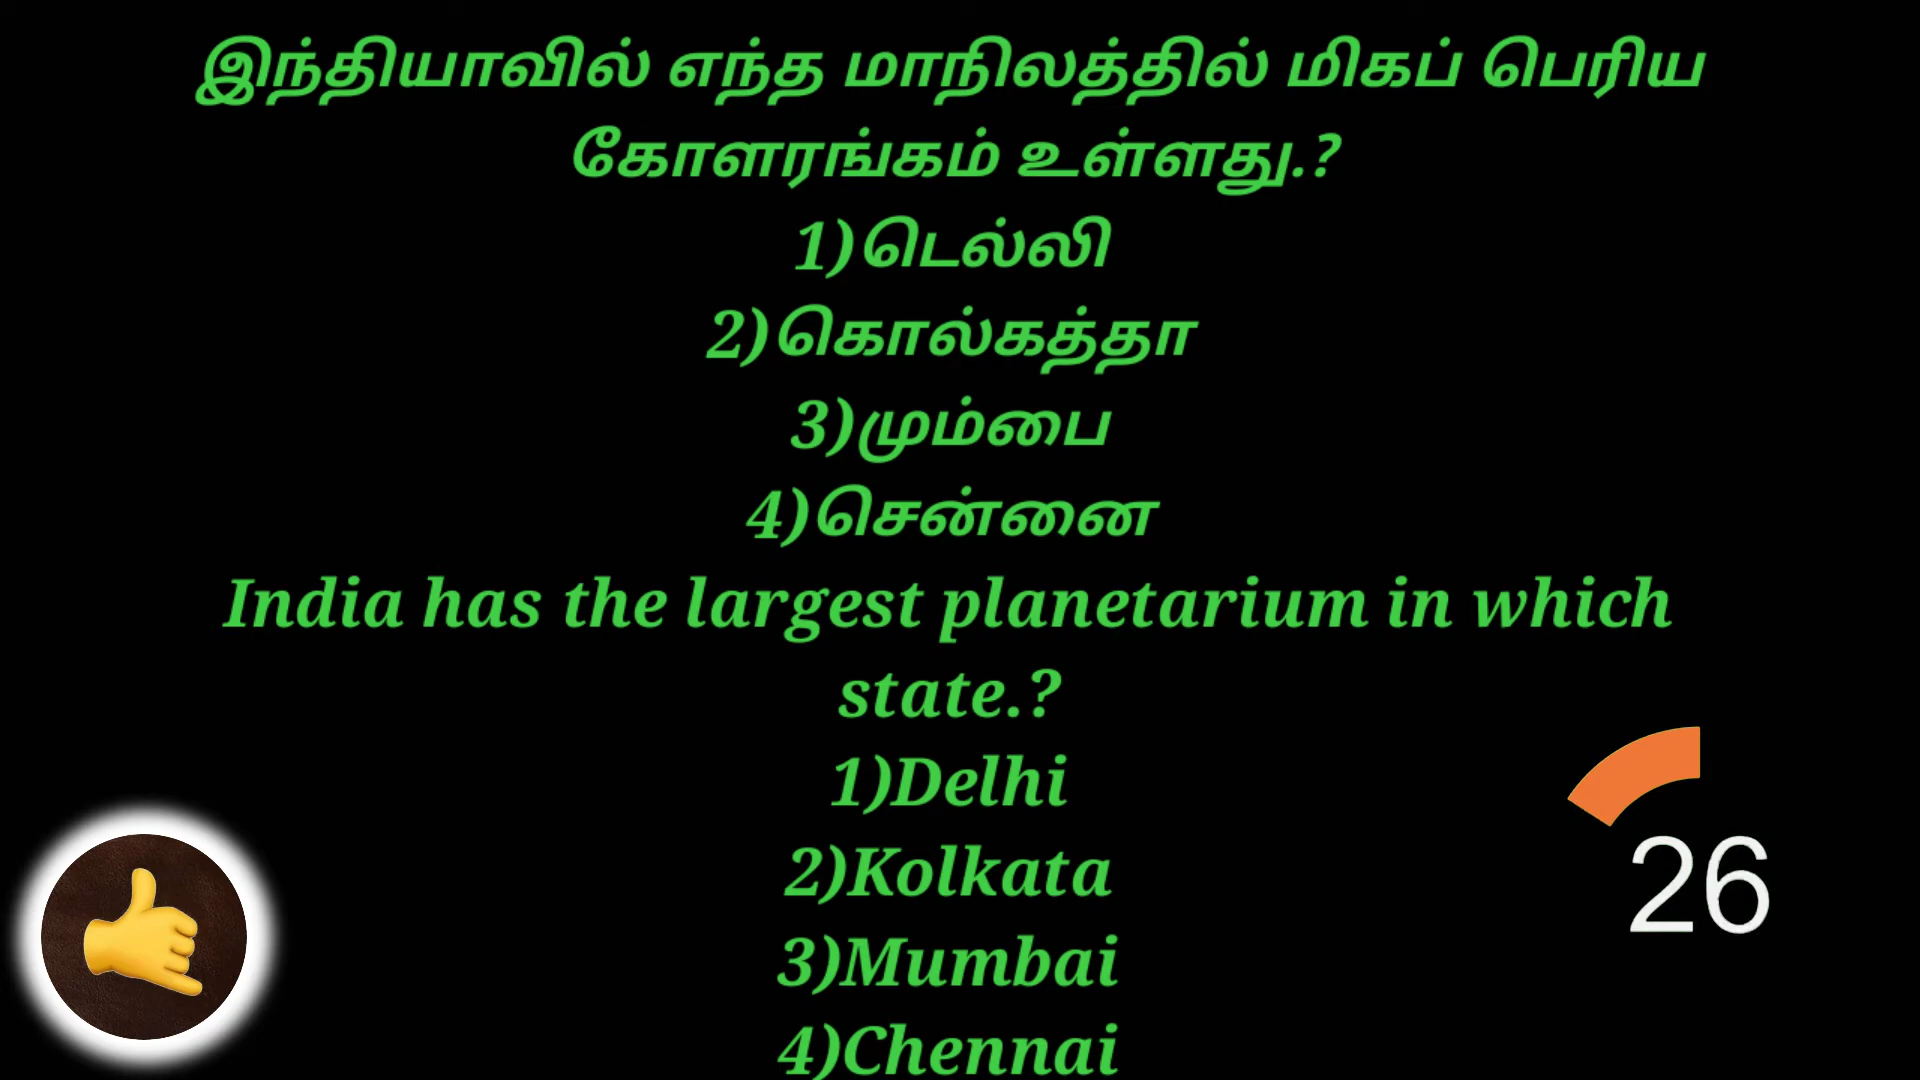 இந்தியாவில் எந்த மாநிலத்தில் மிகப் பெரிய
கோளரங்கம் உள்ளது.?
1)டெல்லி
2)கொல்கத்தா
3)மும்பை
4)சென்னை
India has the largest planetarium in which
state.?
1)Delhi
2)Kolkata
3)Mumbai
4)Chennai
26